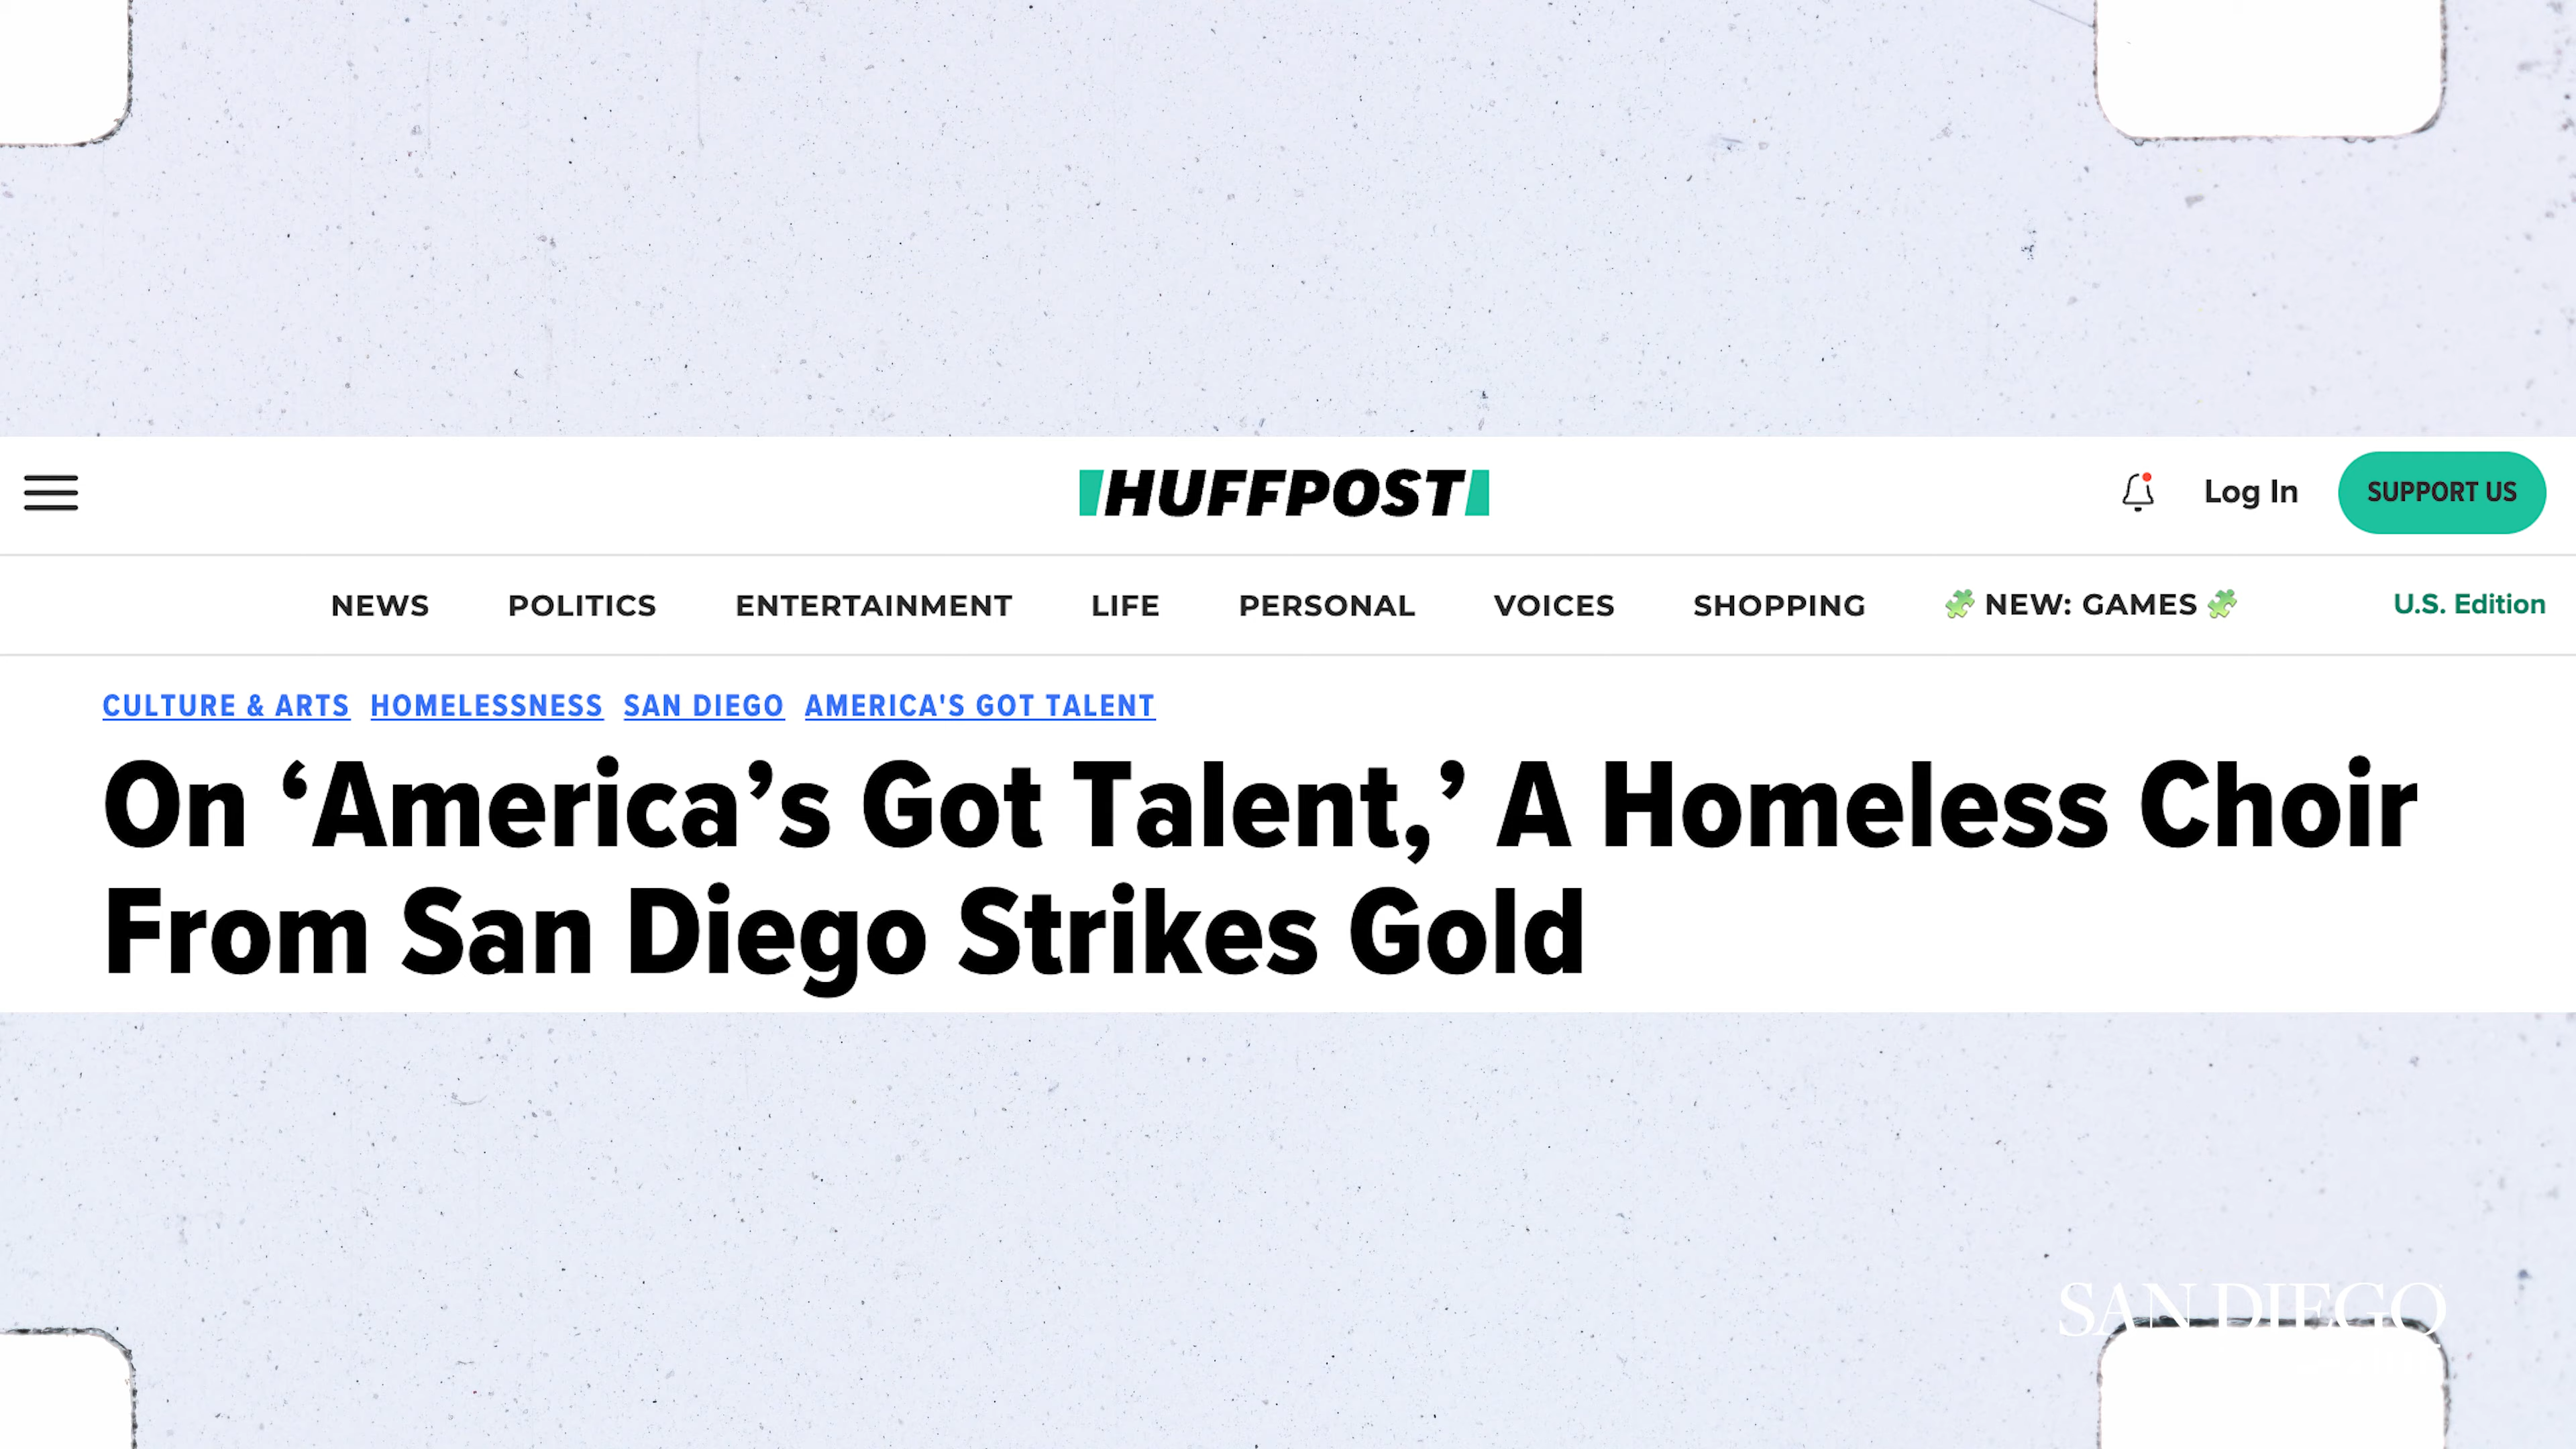 HUFFPOST
Log In
SUPPORT US
NEWS POLITICS ENTERTAINMENT LIFE PERSONAL VOICES SHOPPING NEW: GAMES U.S. Edition
CULTURE & ARTS HOMELESSNESS SAN DIEGO AMERICA'S GOT TALENT
On ‘America’s Got Talent,’ A Homeless Choir
From San Diego Strikes Gold
SAN DIEGO